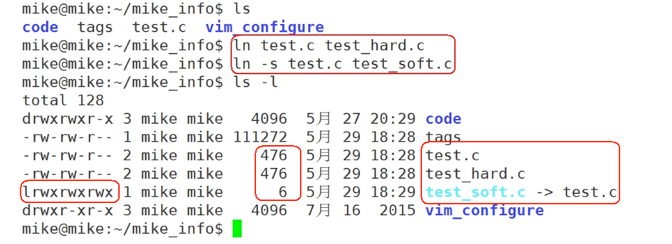 mike@mike:~/mike_info$ ls
code  tags  test.c  vim_configure
mike@mike:~/mike_info$ ln test.c test_hard.c
mike@mike:~/mike_info$ ln -s test.c test_soft.c
mike@mike:~/mike_info$ ls -l
total 128
drwxrwxr-x 3 mike mike   4096  5月 27 20:29 code
-rw-rw-r-- 1 mike mike 111272  5月 29 18:28 tags
-rw-rw-r-- 2 mike mike    476  5月 29 18:28 test.c
-rw-rw-r-- 2 mike mike    476  5月 29 18:28 test_hard.c
lrwxrwxrwx 1 mike mike      6  5月 29 18:29 test_soft.c -> test.c
drwxr-xr-x 3 mike mike   4096  7月 16  2015 vim_configure
mike@mike:~/mike_info$